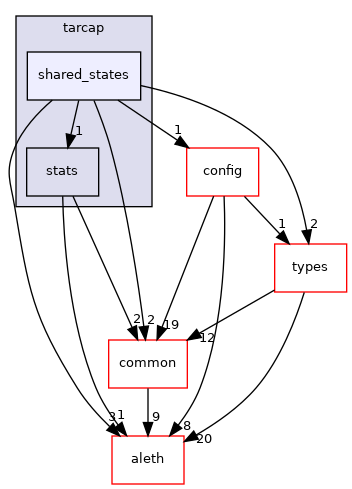 tarcap
shared_states
1
1
stats
config
1
2
types
2
2
19
12
common
3
1
9
8
20
aleth